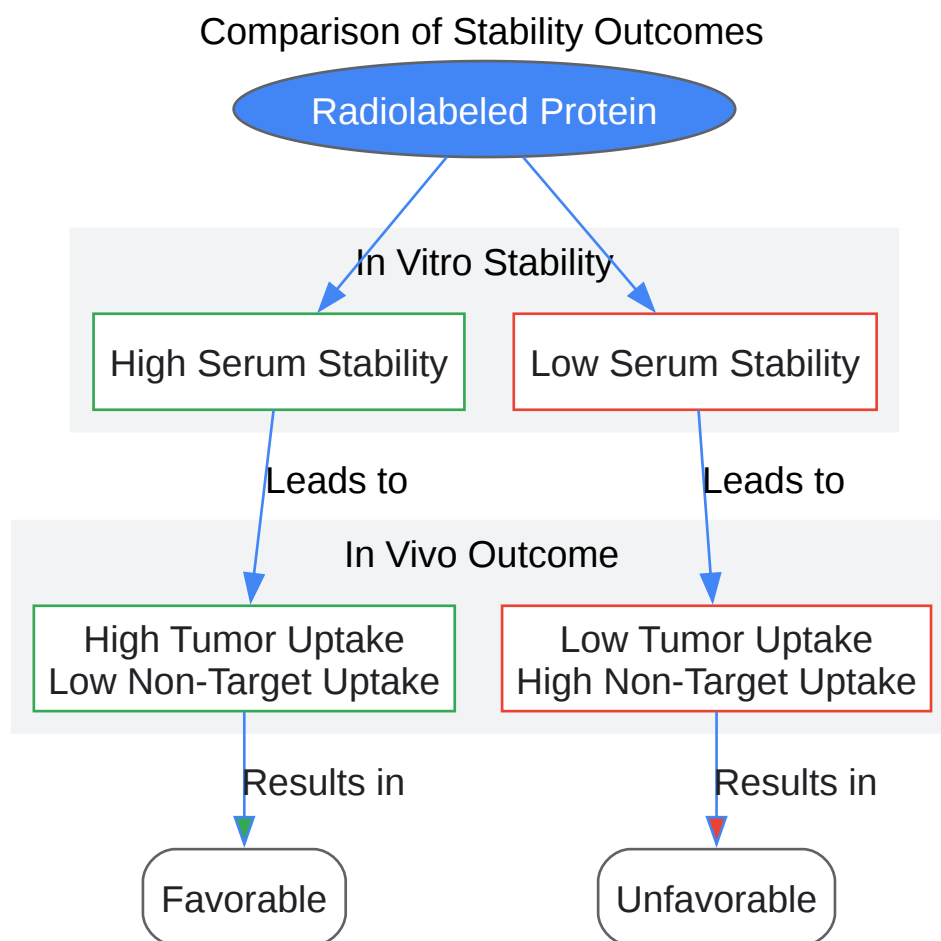 Comparison of Stability Outcomes
Radiolabeled Protein
In Vitro Stability
High Serum Stability
Low Serum Stability
Leads to
Leads to
In Vivo Outcome
High Tumor Uptake
Low Non-Target Uptake
Low Tumor Uptake
High Non-Target Uptake
Results in
Results in
Favorable
Unfavorable